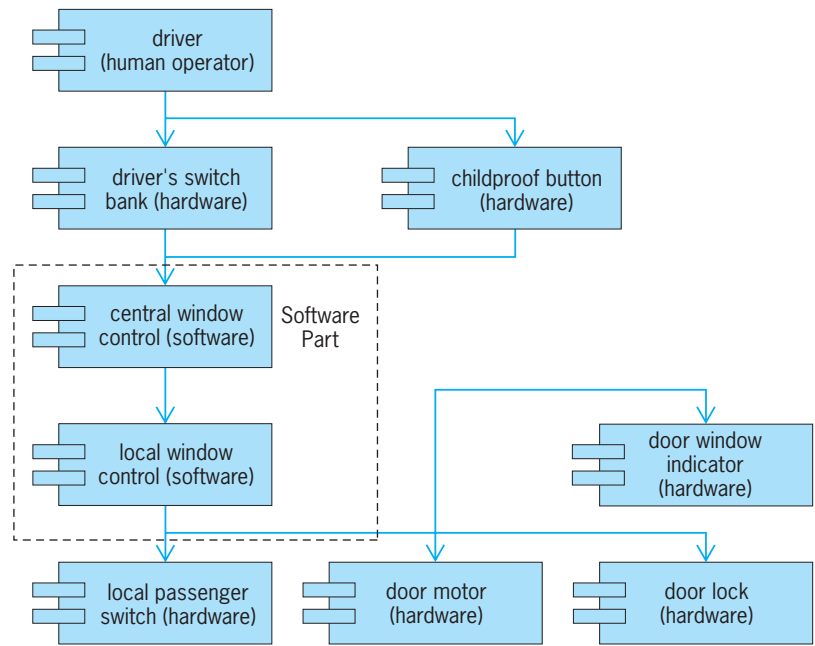 driver
(human operator)
driver's switch
bank (hardware)
childproof button
(hardware)
central window
control (software)
Software
Part
local window
control (software)
door window
indicator
(hardware)
local passenger
switch (hardware)
door motor
(hardware)
door lock
(hardware)